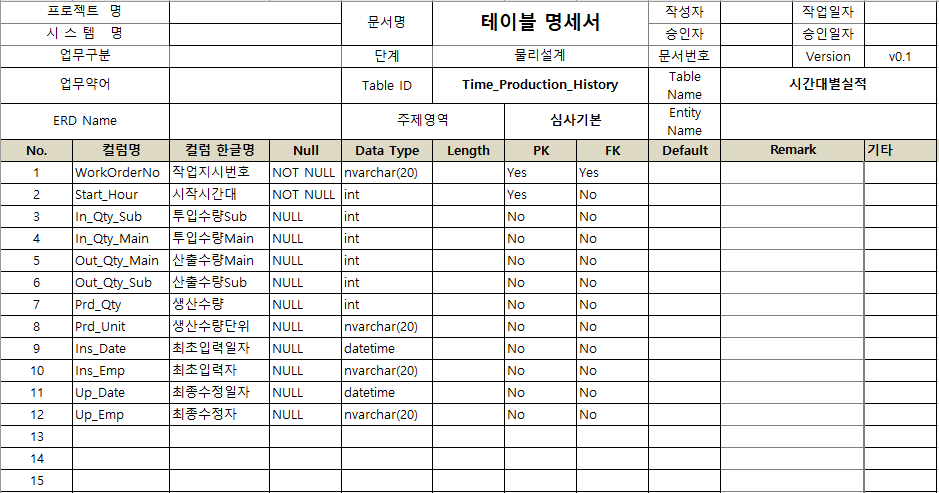 프로젝트 명 문서명 테이블 명세서 작성자 작업일자
시 스 템 명 승인자 승인일자
업무구분 단계 물리설계 문서번호 Version v0.1
업무약어 Table ID Time_Production_History Table Name 시간대별실적
ERD Name 주제영역 심사기본 Entity Name
No. 컬럼명 컬럼 한글명 Null Data Type Length PK FK Default Remark 기타
1 WorkOrderNo 작업지시번호 NOT NULL nvarchar(20) Yes Yes
2 Start_Hour 시작시간대 NOT NULL int Yes No
3 In_Qty_Sub 투입수량Sub NULL int No No
4 In_Qty_Main 투입수량Main NULL int No No
5 Out_Qty_Main 산출수량Main NULL int No No
6 Out_Qty_Sub 산출수량Sub NULL int No No
7 Prd_Qty 생산수량 NULL int No No
8 Prd_Unit 생산수량단위 NULL nvarchar(20) No No
9 Ins_Date 최초입력일자 NULL datetime No No
10 Ins_Emp 최초입력자 NULL nvarchar(20) No No
11 Up_Date 최종수정일자 NULL datetime No No
12 Up_Emp 최종수정자 NULL nvarchar(20) No No
13
14
15